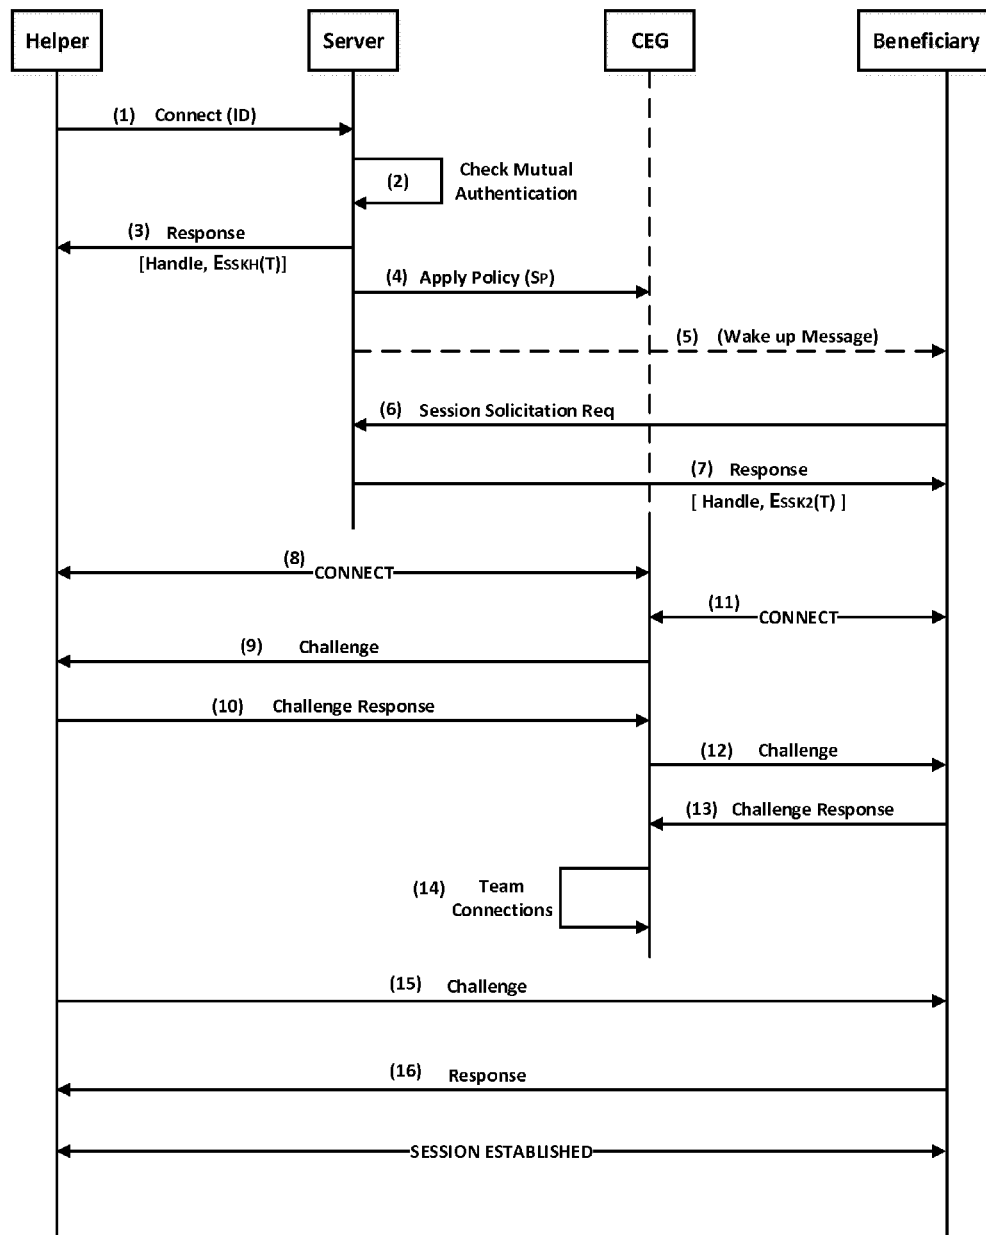 Helper
Server
CEG
Beneficiary
(1) Connect (ID)
(2)
Check Mutual
Authentication
(3) Response
[Handle, ESSKH(T)]
(4) Apply Policy (SP)
(5) (Wake up Message)
(6) Session Solicitation Req
(7) Response
[ Handle, ESSK2(T) ]
(8)
CONNECT
(11)
CONNECT
(9) Challenge
(10) Challenge Response
(12) Challenge
(13) Challenge Response
(14) Team
Connections
(15) Challenge
(16) Response
SESSION ESTABLISHED